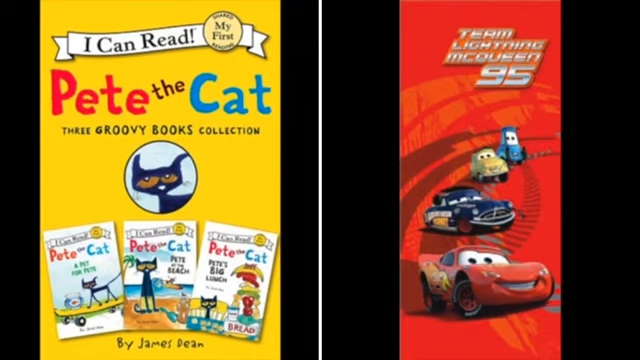 I Can Read!
SHARED
My
First
READING
Pete the Cat
THREE GROOVY BOOKS COLLECTION
I Can Read!
Pete the Cat
A PET FOR PETE
I Can Read!
Pete the Cat
PETE
AT THE
BEACH
I Can Read!
Pete the Cat
PETE'S
BIG
LUNCH
BREAD
By James Dean
TEAM
LIGHTNING
MCQUEEN
95